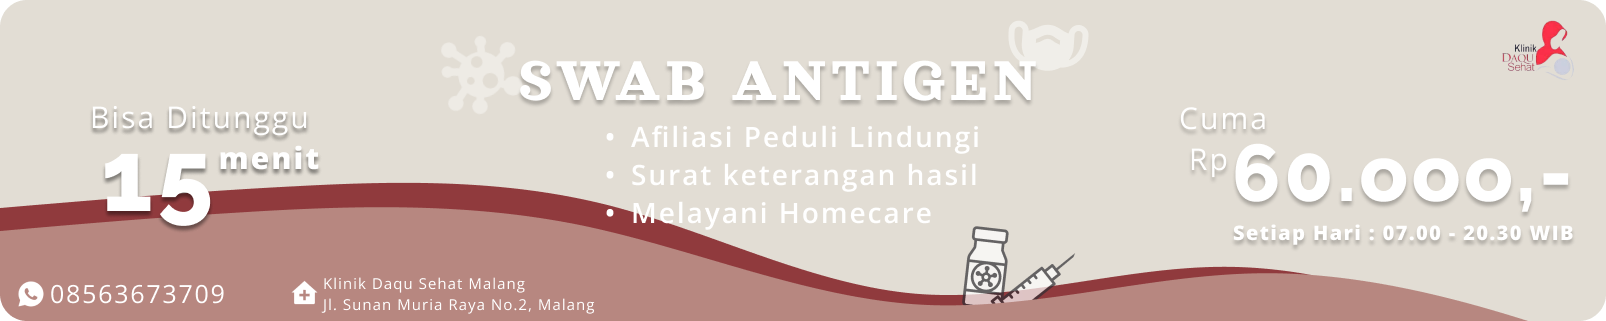 SWAB ANTIGEN
Klinik
DAQU
Sehat
Bisa Ditunggu
15 menit
• Afiliasi Peduli Lindungi
• Surat keterangan hasil
• Melayani Homecare
Cuma
Rp 60.000,-
Setiap Hari : 07.00 - 20.30 WIB
08563673709
Klinik Daqu Sehat Malang
Jl. Sunan Muria Raya No.2, Malang